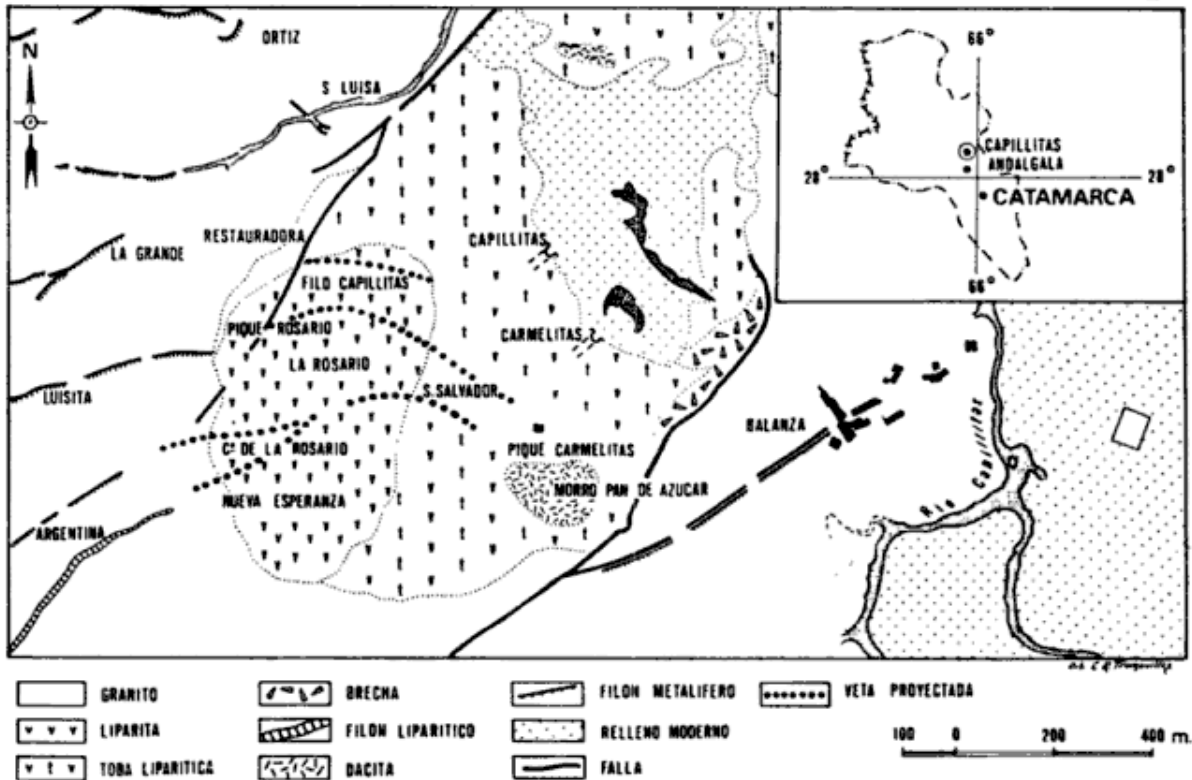 N
ORTIZ
S LUISA
66°
CAPILLITAS
ANDALGALA
28°
28°
CATAMARCA
66°
RESTAURADORA
LA GRANDE
CAPILLITAS
FILO CAPILLITAS
PIQUE ROSARIO
CARMELITAS 2
LA ROSARIO
LUISITA
S. SALVADOR
BALANZA
Cº DE LA ROSARIO
PIQUE CARMELITAS
MORRO PAN DE AZUCAR
NUEVA ESPERANZA
Rio Capillitas
ARGENTINA
GRANITO
BRECHA
FILON METALIFERO
VETA PROYECTADA
LIPARITA
FILON LIPARITICO
RELLENO MODERNO
100 0 200 400 m.
TOBA LIPARITICA
DACITA
FALLA